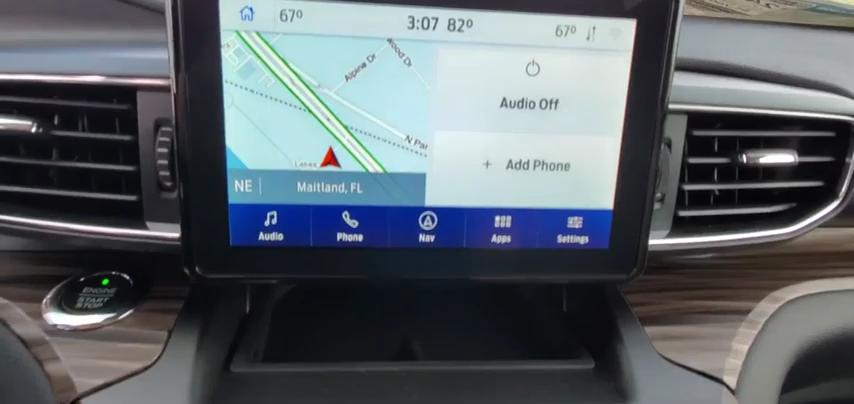 67° 3:07 82° 67°
Alpine Dr
wood Dr
Audio Off
N Par
+ Add Phone
Lakes
NE Maitland, FL
Audio Phone Nav Apps Settings
ENGINE
START
STOP